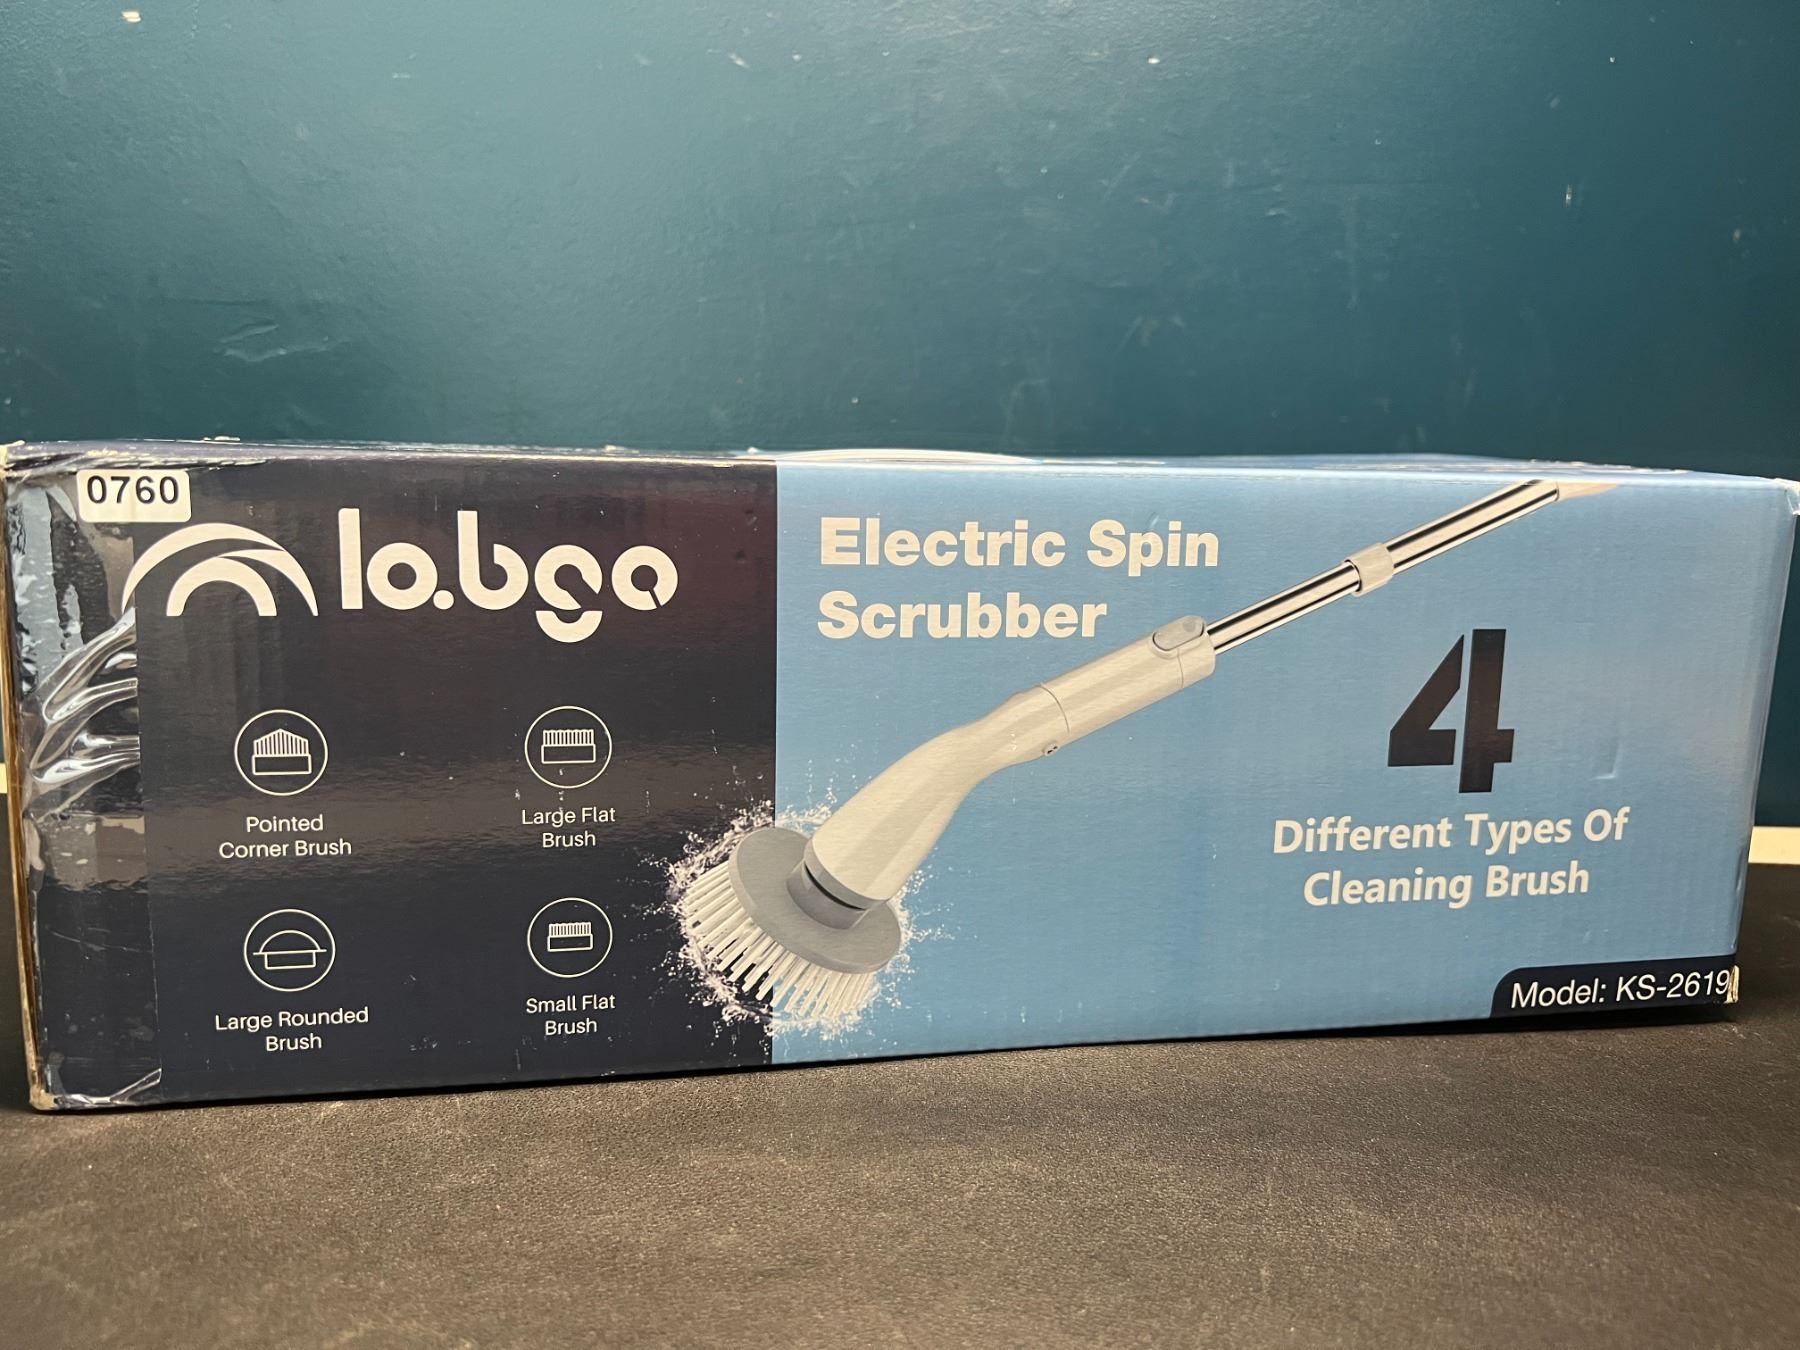 0760
lo.bgo
Electric Spin
Scrubber
4
Different Types Of
Cleaning Brush
Pointed
Corner Brush
Large Flat
Brush
Large Rounded
Brush
Small Flat
Brush
Model: KS-2619